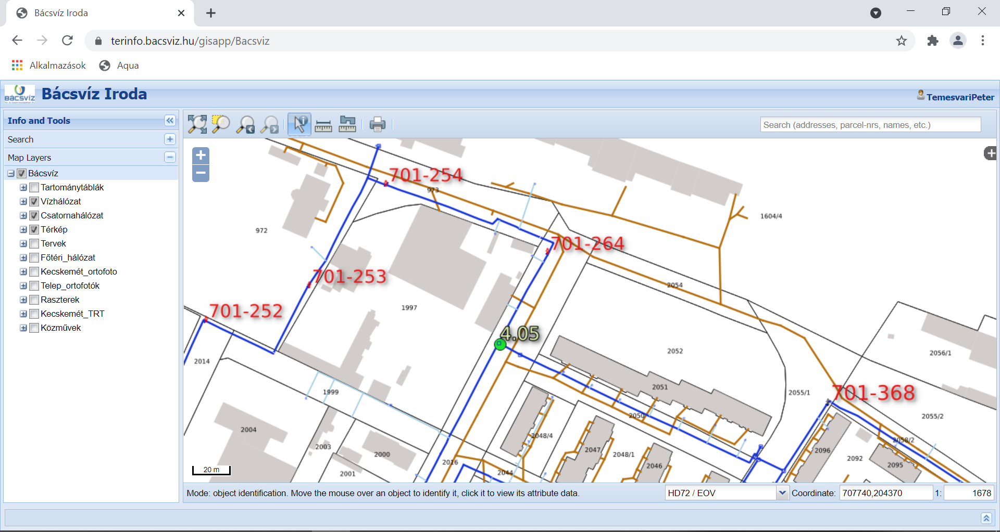 Bácsvíz Iroda
terinfo.bacsviz.hu/gisapp/Bacsviz
Alkalmazások Aqua
BÁCSVÍZ Bácsvíz Iroda TemesvariPeter
Info and Tools
Search (addresses, parcel-nrs, names, etc.)
Search
Map Layers
Bácsvíz
Tartománytáblák
Vízhálózat
Csatornahálózat
Térkép
Tervek
Főtéri_hálózat
Kecskemét_ortofoto
Telep_ortofotók
Raszterek
Kecskemét_TRT
Közművek
701-254
973
1604/4
972
701-264
701-253
2054
1997
701-252
4.05
2052
2056/1
2014
2051
1999
2055/1
701-368
2050
2055/2
2004
2048/4
2058/2
2003
2047
2096
2000
2048/1
2092
2016
2046
2095
20 m
2001
2044
Mode: object identification. Move the mouse over an object to identify it, click it to view its attribute data.
HD72 / EOV Coordinate: 707740,204370 1: 1678